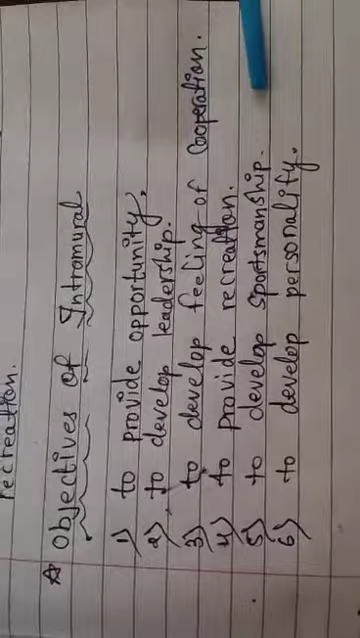 recreation.
☆ Objectives of Intramural
1) to provide opportunity.
2) to develop leadership.
3) to develop feeling of Cooperation.
4) to provide recreation.
5) to develop sportsmanship.
6) to develop personality.